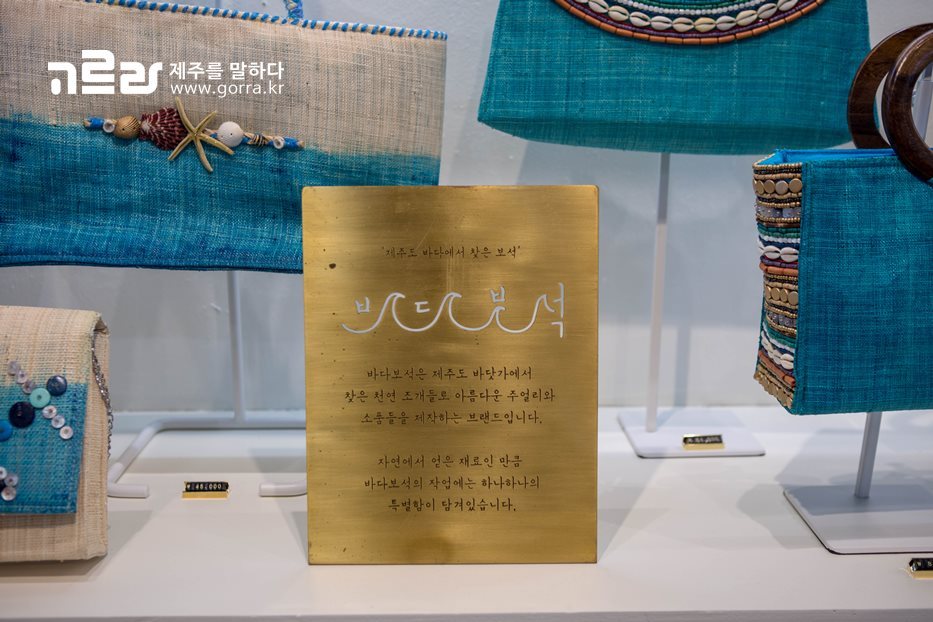 고르라 제주를 말하다
www.gorra.kr
'제주도 바다에서 찾은 보석'
바다보석
바다보석은 제주도 바닷가에서
찾은 천연 조개들로 아름다운 주얼리와
소품들을 제작하는 브랜드입니다.
자연에서 얻은 재료인 만큼
바다보석의 작업에는 하나하나의
특별함이 담겨있습니다.